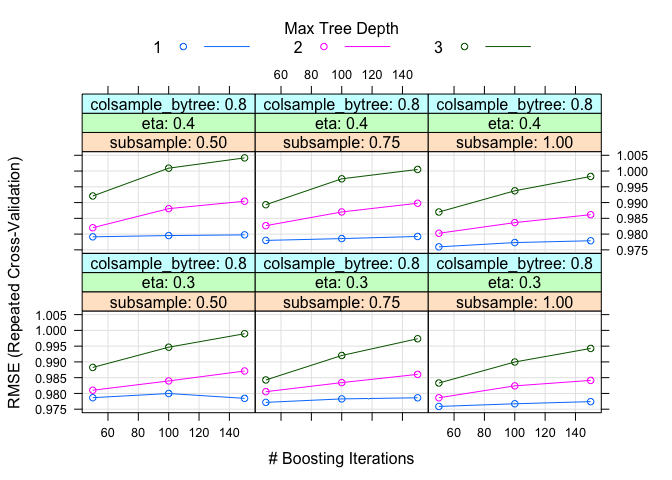 Max Tree Depth
1 2 3
60 80 100 120 140
colsample_bytree: 0.8 colsample_bytree: 0.8 colsample_bytree: 0.8
eta: 0.4 eta: 0.4 eta: 0.4
subsample: 0.50 subsample: 0.75 subsample: 1.00
1.005
1.000
0.995
0.990
0.985
0.980
0.975
colsample_bytree: 0.8 colsample_bytree: 0.8 colsample_bytree: 0.8
eta: 0.3 eta: 0.3 eta: 0.3
subsample: 0.50 subsample: 0.75 subsample: 1.00
1.005
1.000
0.995
0.990
0.985
0.980
0.975
60 80 100 120 140 60 80 100 120 140
RMSE (Repeated Cross-Validation)
# Boosting Iterations